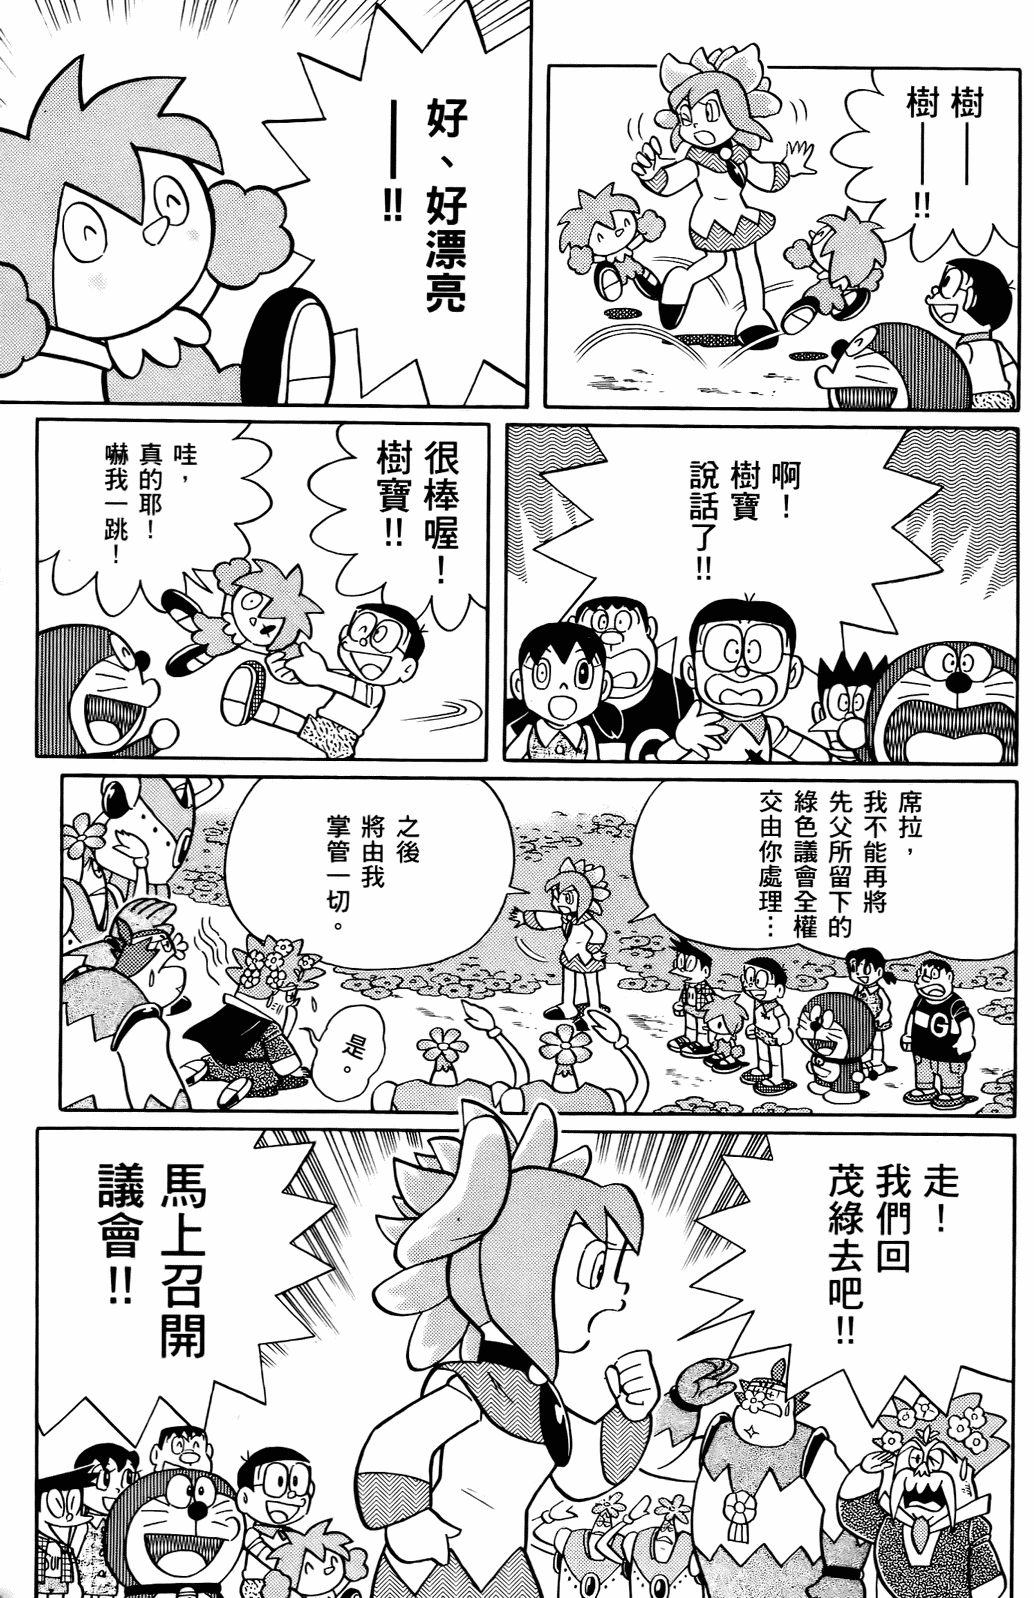 樹——
樹——!!
好、好漂亮
——!!
啊！
樹寶
說話了!!
很棒喔！
樹寶!!
哇，
真的耶！
嚇我一跳！
席拉，
我不能再將
先父所留下的
綠色議會全權
交由你處理…
之後
將由我
掌管一切。
是。
G
走！
我們回
茂綠去吧!!
馬上召開
議會!!